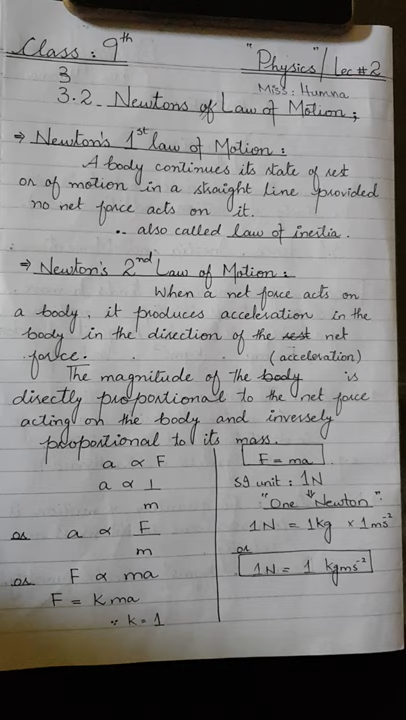 Class : 9th "Physics" / Lec # 2
3 Miss : Humna
3.2 - Newtons of Law of Motion ;
⇒ Newton's 1st law of Motion :
A body continues its state of rest
or of motion in a straight line provided
no net force acts on it.
∴ also called law of inertia .
⇒ Newton's 2nd Law of Motion :
When a net force acts on
a body , it produces acceleration in the
body in the direction of the rest net
force . (acceleration)
The magnitude of the body is
directly proportional to the net force
acting on the body and inversely
proportional to its mass.
a ∝ F
a ∝ 1/m
or a ∝ F/m
or F ∝ ma
F = Kma
∵ k = 1
F = ma
SI unit : 1N
⇓
"One Newton".
1N = 1kg × 1ms⁻²
or
1N = 1 kgms⁻²